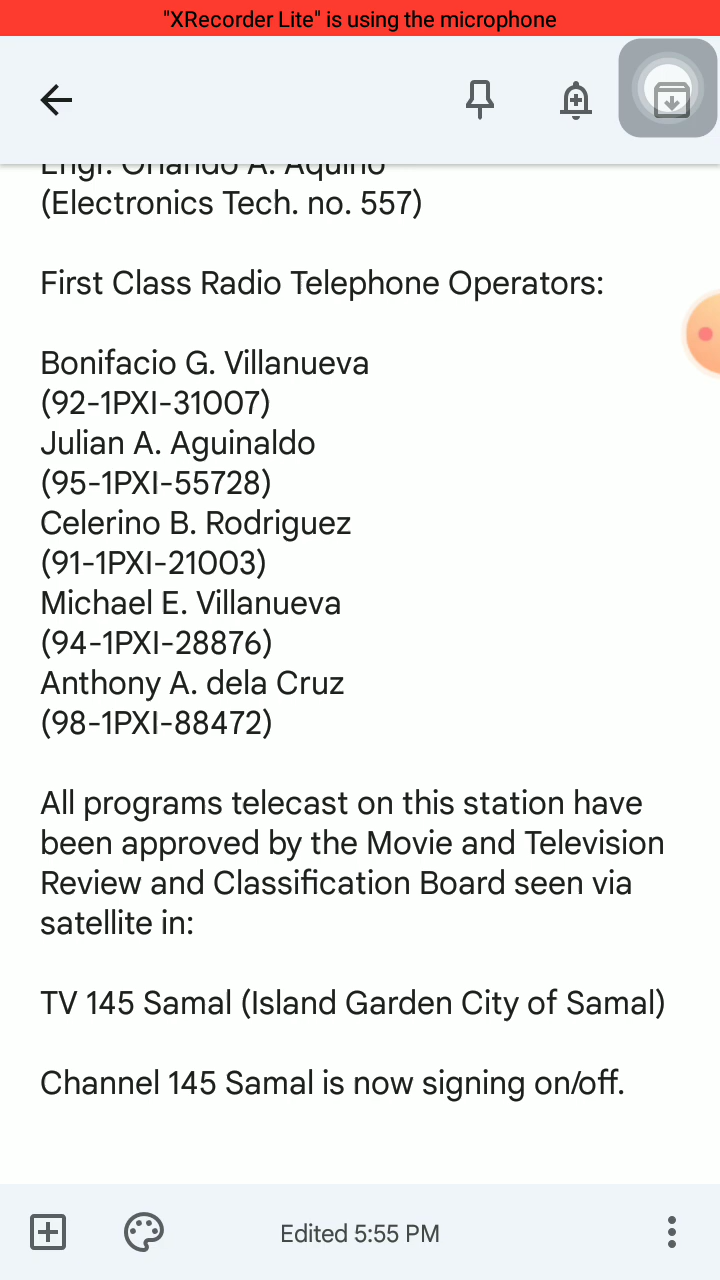 "XRecorder Lite" is using the microphone
Engr. Orlando A. Aquino
(Electronics Tech. no. 557)
First Class Radio Telephone Operators:
Bonifacio G. Villanueva
(92-1PXI-31007)
Julian A. Aguinaldo
(95-1PXI-55728)
Celerino B. Rodriguez
(91-1PXI-21003)
Michael E. Villanueva
(94-1PXI-28876)
Anthony A. dela Cruz
(98-1PXI-88472)
All programs telecast on this station have
been approved by the Movie and Television
Review and Classification Board seen via
satellite in:
TV 145 Samal (Island Garden City of Samal)
Channel 145 Samal is now signing on/off.
Edited 5:55 PM